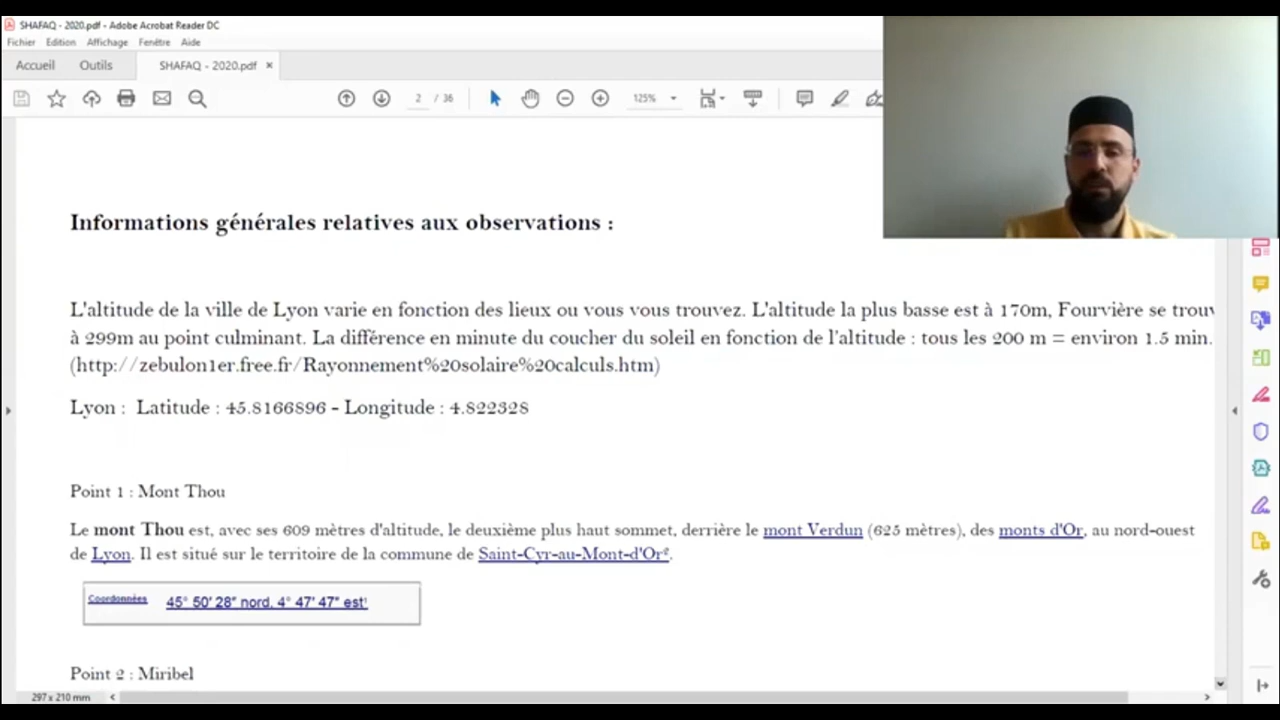 SHAFAQ - 2020.pdf - Adobe Acrobat Reader DC
Fichier Edition Affichage Fenêtre Aide
Accueil Outils SHAFAQ - 2020.pdf ×
2 / 36 125%
Informations générales relatives aux observations :
L'altitude de la ville de Lyon varie en fonction des lieux ou vous vous trouvez. L'altitude la plus basse est à 170m, Fourvière se trouv
à 299m au point culminant. La différence en minute du coucher du soleil en fonction de l'altitude : tous les 200 m = environ 1.5 min.
(http://zebulon1er.free.fr/Rayonnement%20solaire%20calculs.htm)
Lyon : Latitude : 45.8166896 - Longitude : 4.822328
Point 1 : Mont Thou
Le mont Thou est, avec ses 609 mètres d'altitude, le deuxième plus haut sommet, derrière le mont Verdun (625 mètres), des monts d'Or, au nord-ouest
de Lyon. Il est situé sur le territoire de la commune de Saint-Cyr-au-Mont-d'Or².
Coordonnées 45° 50′ 28″ nord, 4° 47′ 47″ est¹
Point 2 : Miribel
297 x 210 mm